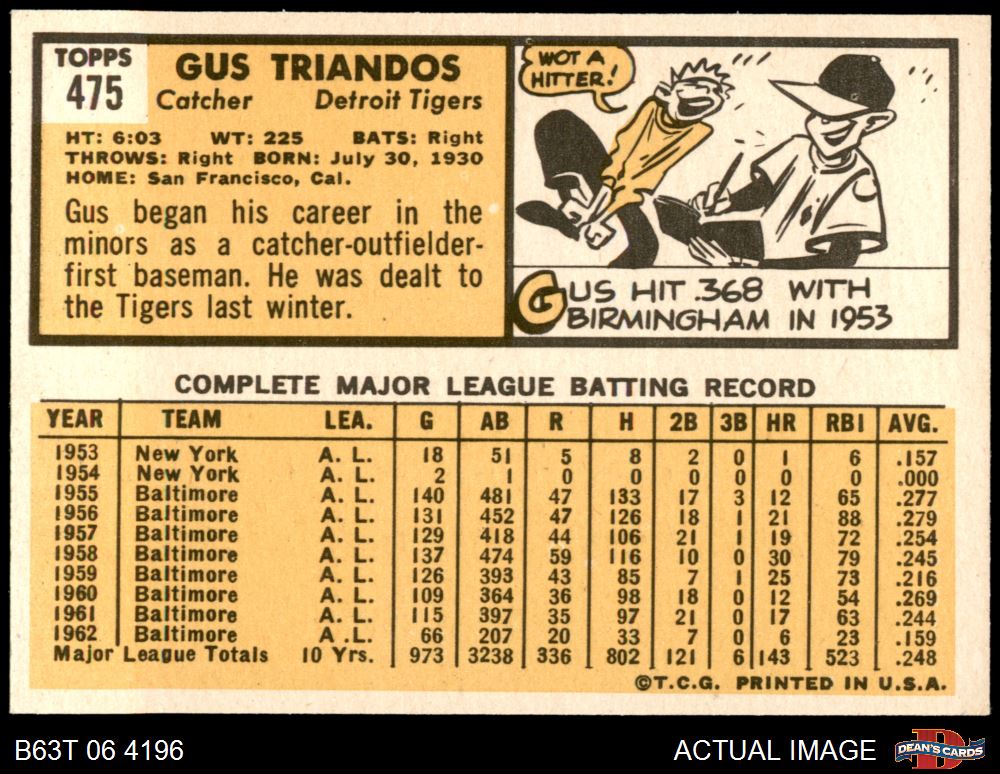 TOPPS
475
GUS TRIANDOS
Catcher Detroit Tigers
HT: 6:03 WT: 225 BATS: Right
THROWS: Right BORN: July 30, 1930
HOME: San Francisco, Cal.
Gus began his career in the
minors as a catcher-outfielder-
first baseman. He was dealt to
the Tigers last winter.
WOT A
HITTER!
GUS HIT .368 WITH
BIRMINGHAM IN 1953
COMPLETE MAJOR LEAGUE BATTING RECORD
YEAR TEAM LEA. G AB R H 2B 3B HR RBI AVG.
1953 New York A. L. 18 51 5 8 2 0 1 6 .157
1954 New York A. L. 2 1 0 0 0 0 0 0 .000
1955 Baltimore A. L. 140 481 47 133 17 3 12 65 .277
1956 Baltimore A. L. 131 452 47 126 18 1 21 88 .279
1957 Baltimore A. L. 129 418 44 106 21 1 19 72 .254
1958 Baltimore A. L. 137 474 59 116 10 0 30 79 .245
1959 Baltimore A. L. 126 393 43 85 7 1 25 73 .216
1960 Baltimore A. L. 109 364 36 98 18 0 12 54 .269
1961 Baltimore A. L. 115 397 35 97 21 0 17 63 .244
1962 Baltimore A .L. 66 207 20 33 7 0 6 23 .159
Major League Totals 10 Yrs. 973 3238 336 802 121 6 143 523 .248
©T.C.G. PRINTED IN U.S.A.
B63T 06 4196 ACTUAL IMAGE
D
DEAN'S CARDS